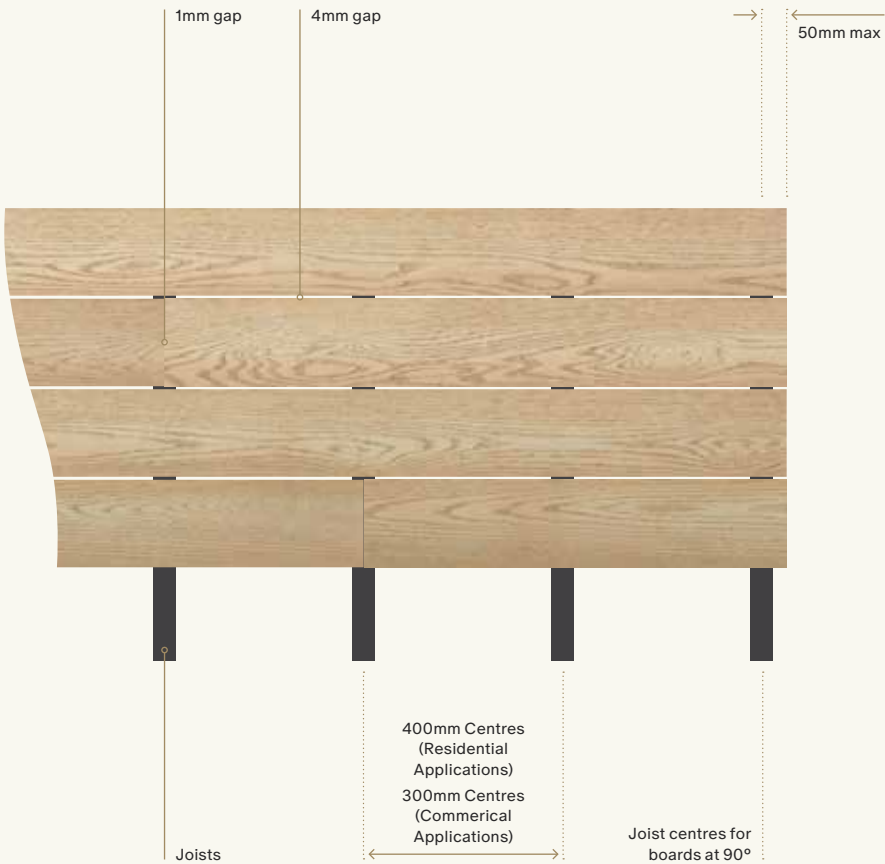 1mm gap
4mm gap
50mm max
400mm Centres
(Residential
Applications)
300mm Centres
(Commerical
Applications)
Joist centres for
boards at 90°
Joists